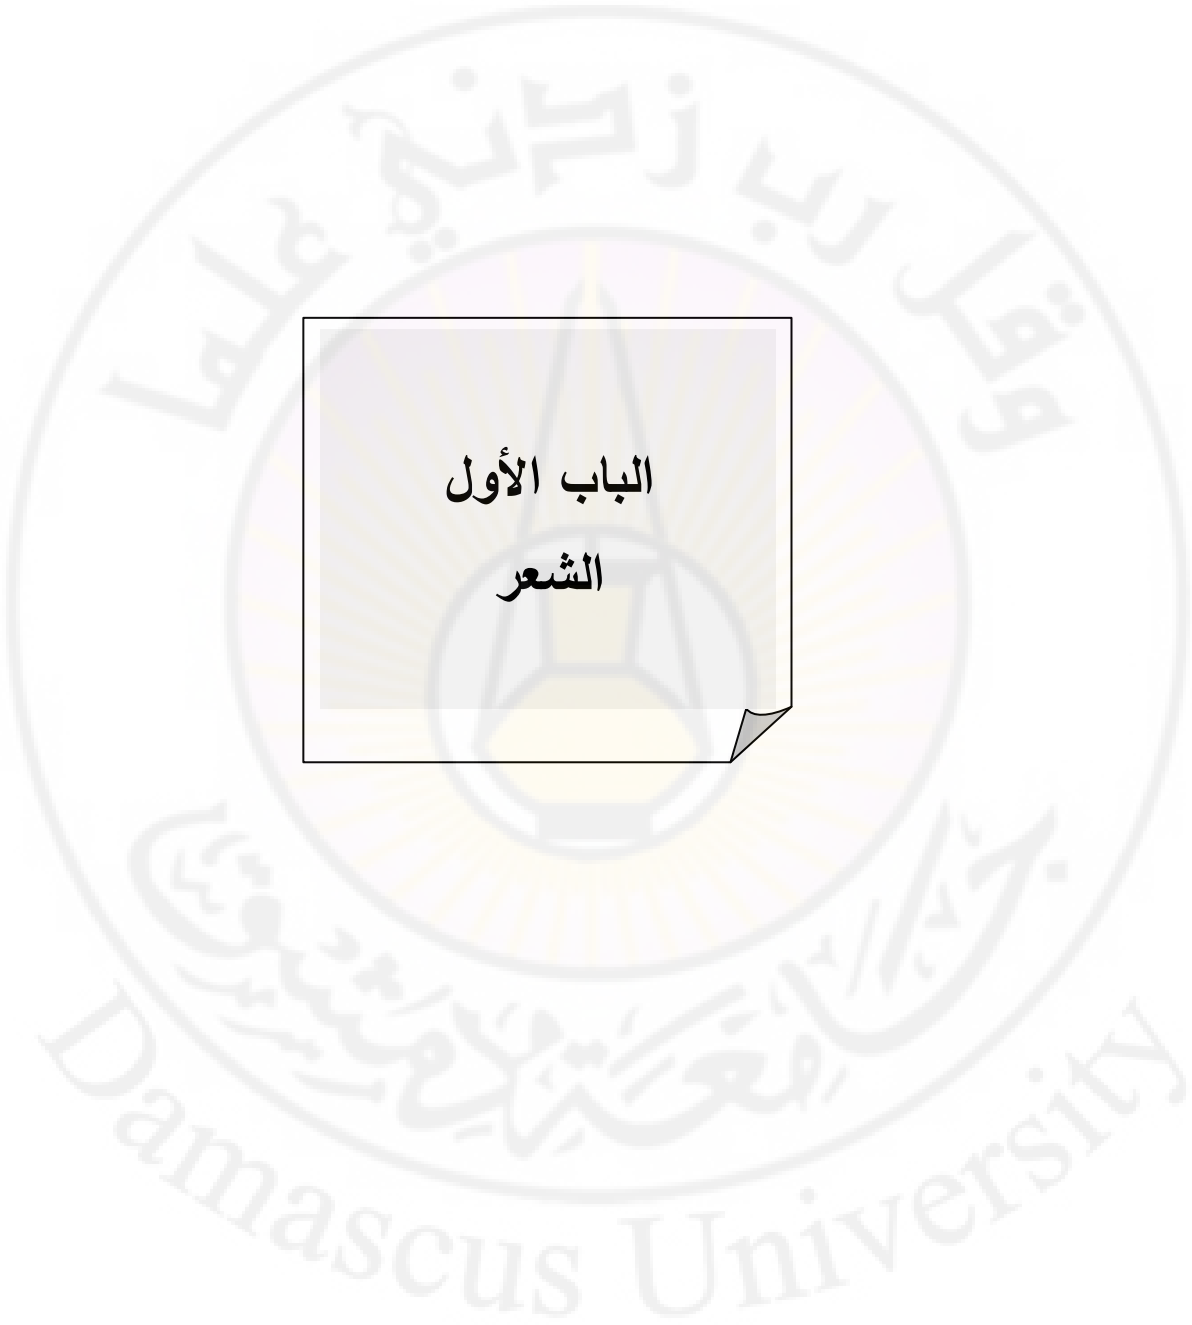 وقل رب زدني علما
الباب الأول
الشعر
جامعة دمشق
Damascus University